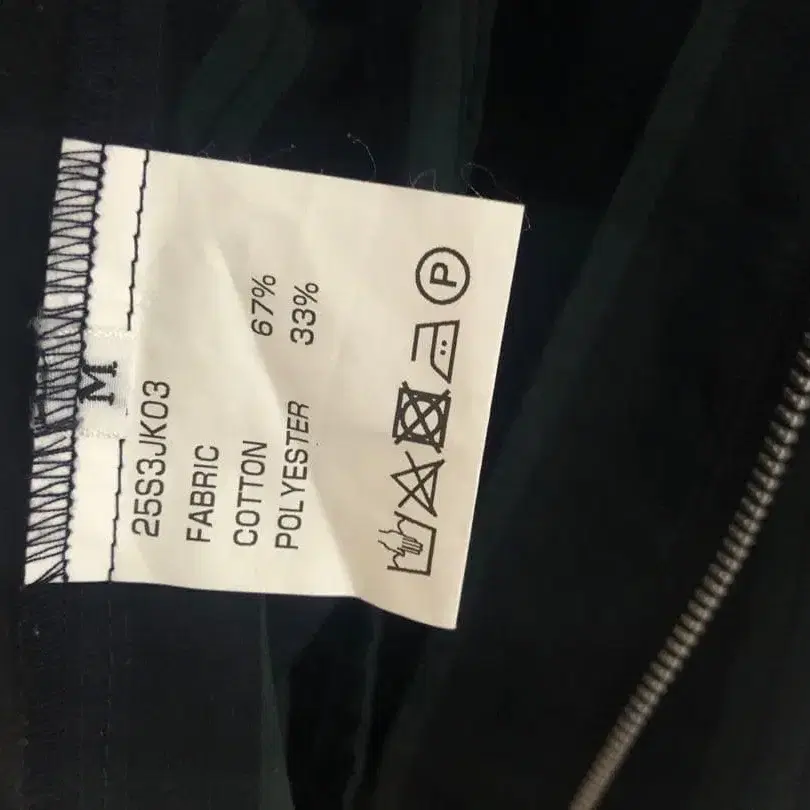 M
25S3JK03
FABRIC
COTTON 67%
POLYESTER 33%
P